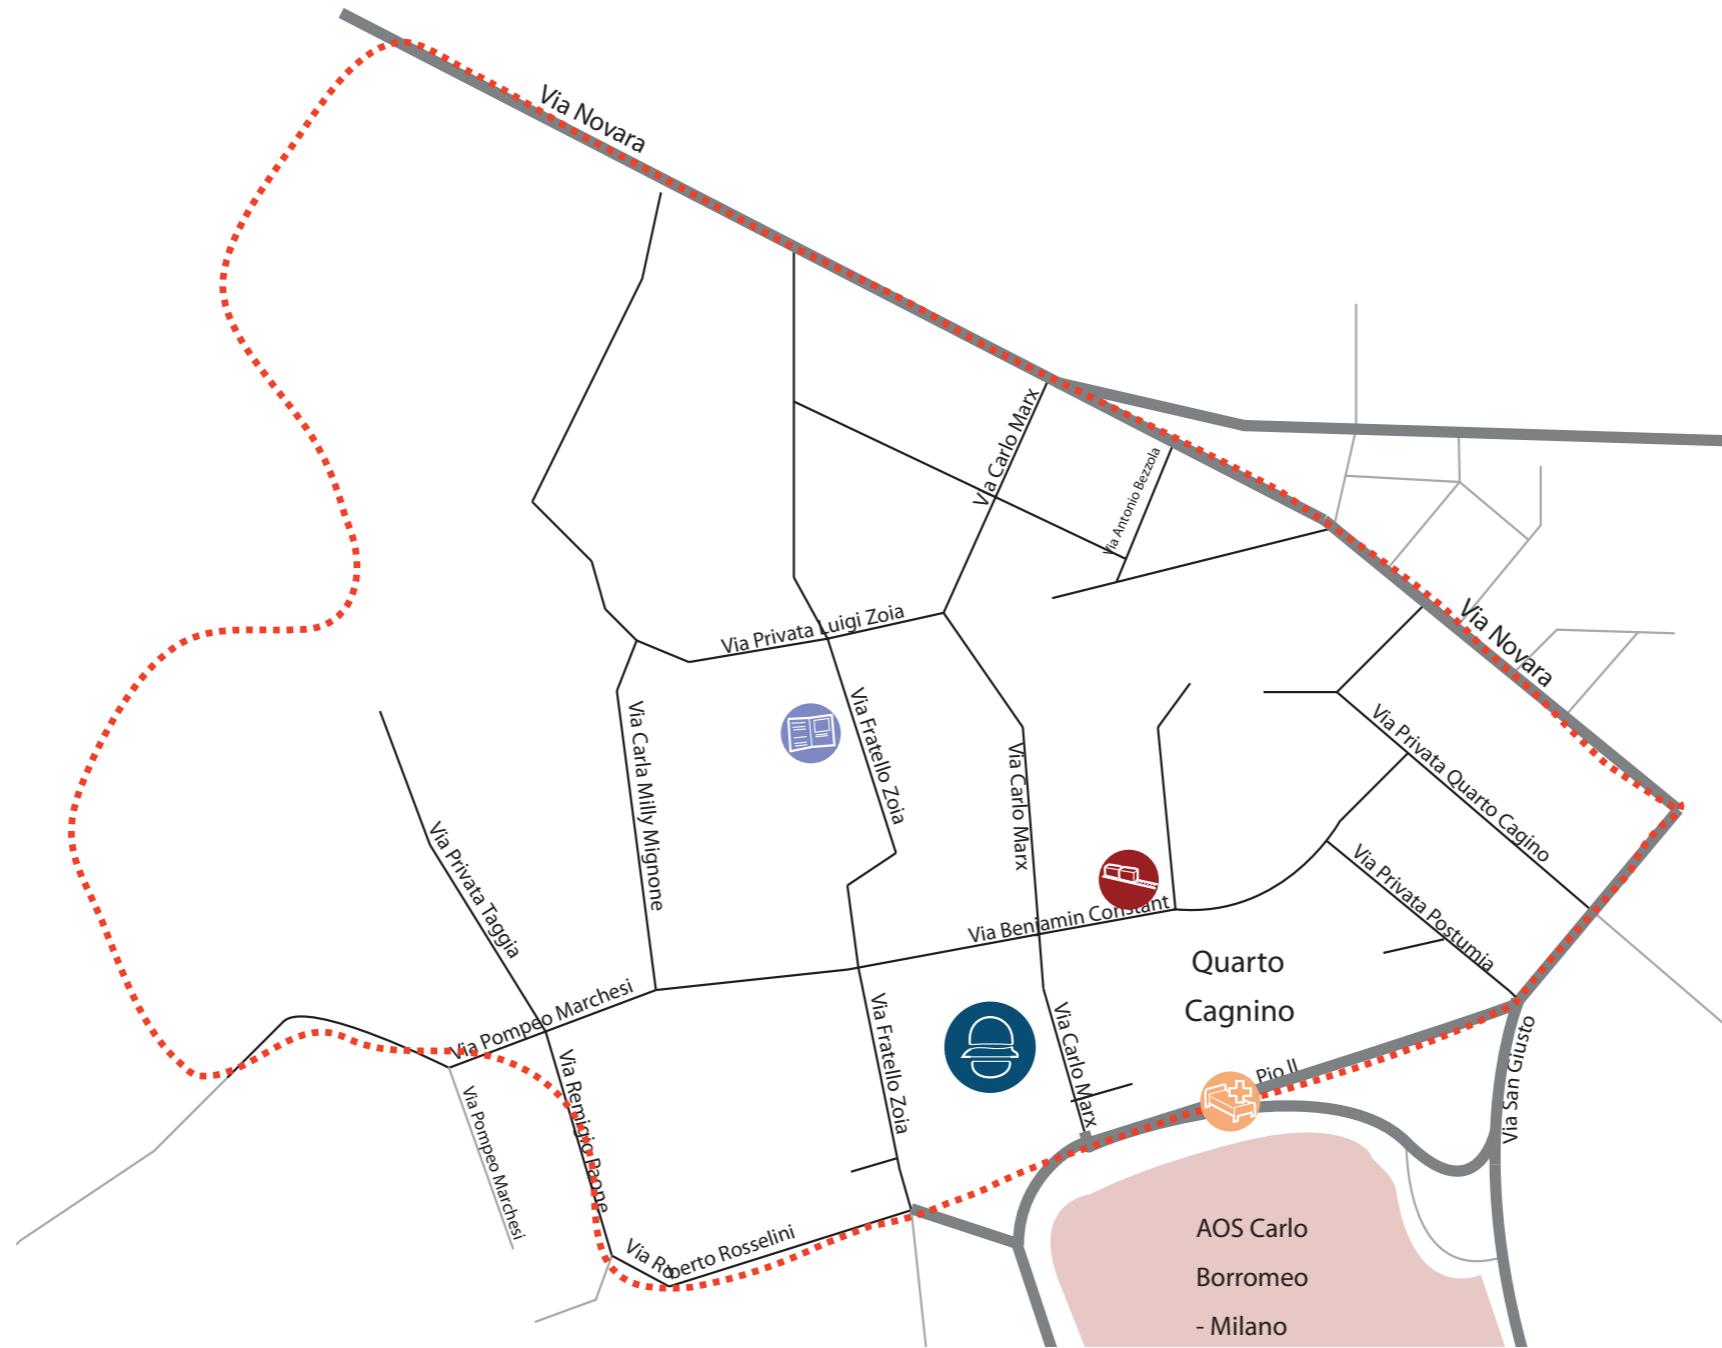 Via Novara
Via Carlo Marx
Via Antonio Bezzola
Via Novara
Via Privata Luigi Zoia
Via Carla Milly Mignone
Via Fratello Zoia
Via Carlo Marx
Via Privata Quarto Cagino
Via Privata Taggia
Via Privata Postumia
Via Benjamin Constant
Quarto
Cagnino
Via Pompeo Marchesi
Via Fratello Zoia
Via Carlo Marx
Via San Giusto
Pio II
Via Remigio Paone
Via Pompeo Marchesi
Via Roberto Rosselini
AOS Carlo
Borromeo
- Milano